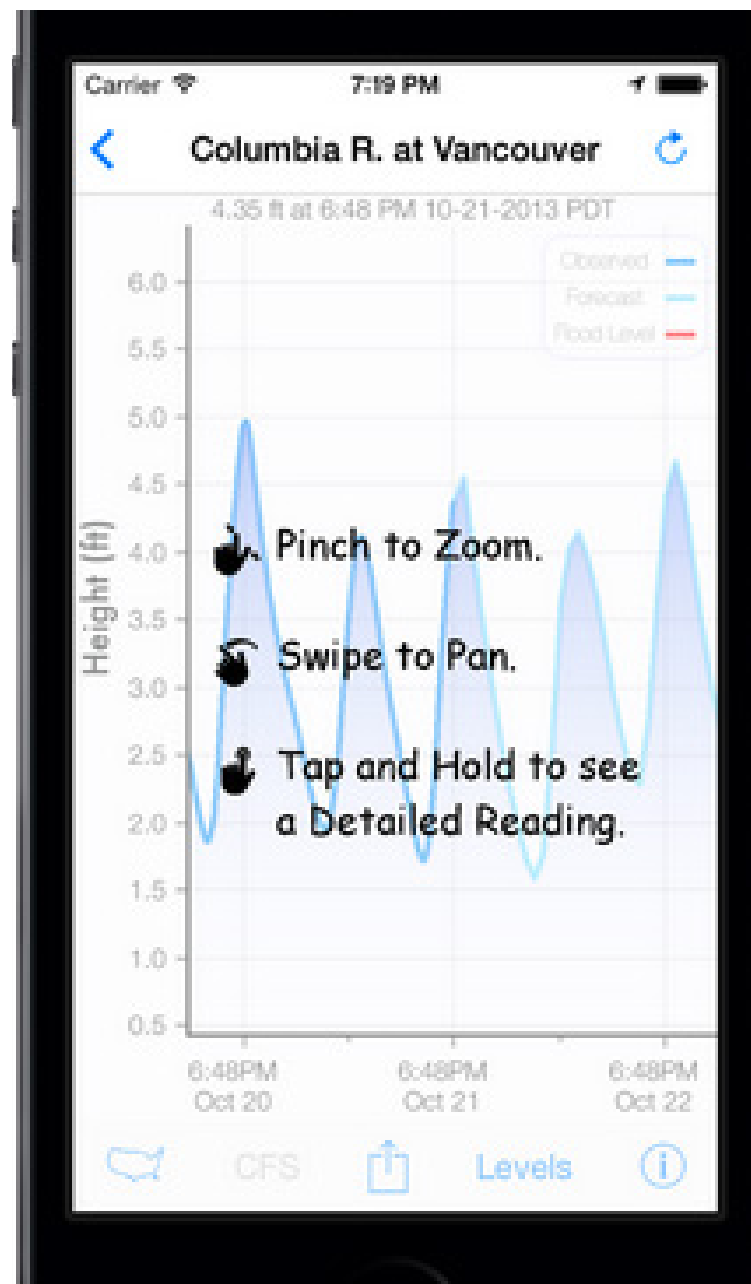 Carrier 7:19 PM
Columbia R. at Vancouver
4.35 ft at 6:48 PM 10-21-2013 PDT
Observed
Forecast
Flood Level
Height (ft)
6.0
5.5
5.0
4.5
4.0
3.5
3.0
2.5
2.0
1.5
1.0
0.5
Pinch to Zoom.
Swipe to Pan.
Tap and Hold to see
a Detailed Reading.
6:48PM 6:48PM 6:48PM
Oct 20 Oct 21 Oct 22
CFS Levels